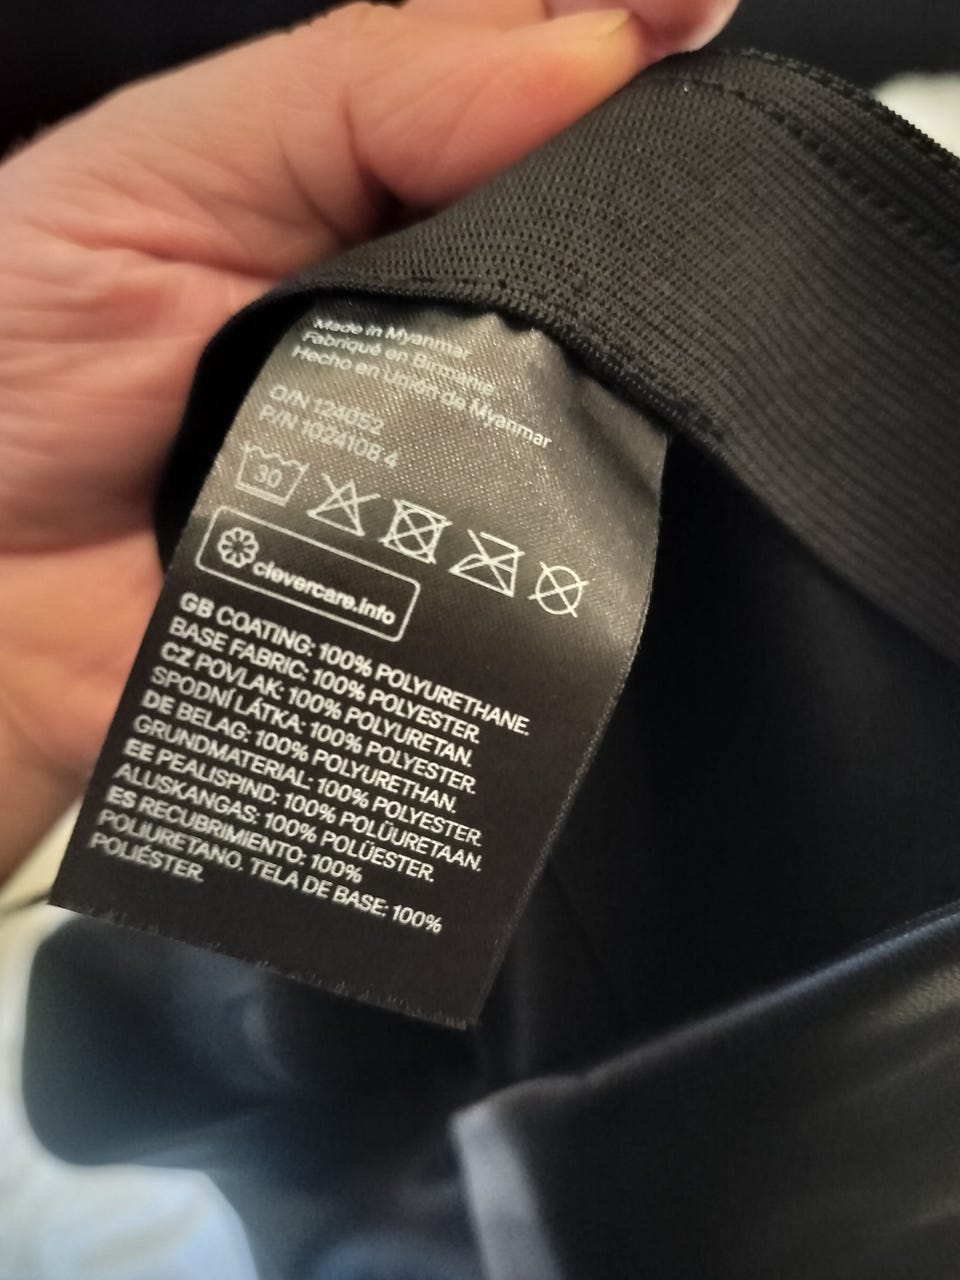 Made in Myanmar
Fabriqué en Birmanie
Hecho en Unión de Myanmar
O/N 124052
P/N 1024108 4
30
clevercare.info
GB COATING: 100% POLYURETHANE.
BASE FABRIC: 100% POLYESTER.
CZ POVLAK: 100% POLYURETAN.
SPODNÍ LÁTKA: 100% POLYESTER.
DE BELAG: 100% POLYURETHAN.
GRUNDMATERIAL: 100% POLYESTER.
EE PEALISPIND: 100% POLÜURETAAN.
ALUSKANGAS: 100% POLÜESTER.
ES RECUBRIMIENTO: 100%
POLIURETANO. TELA DE BASE: 100%
POLIÉSTER.